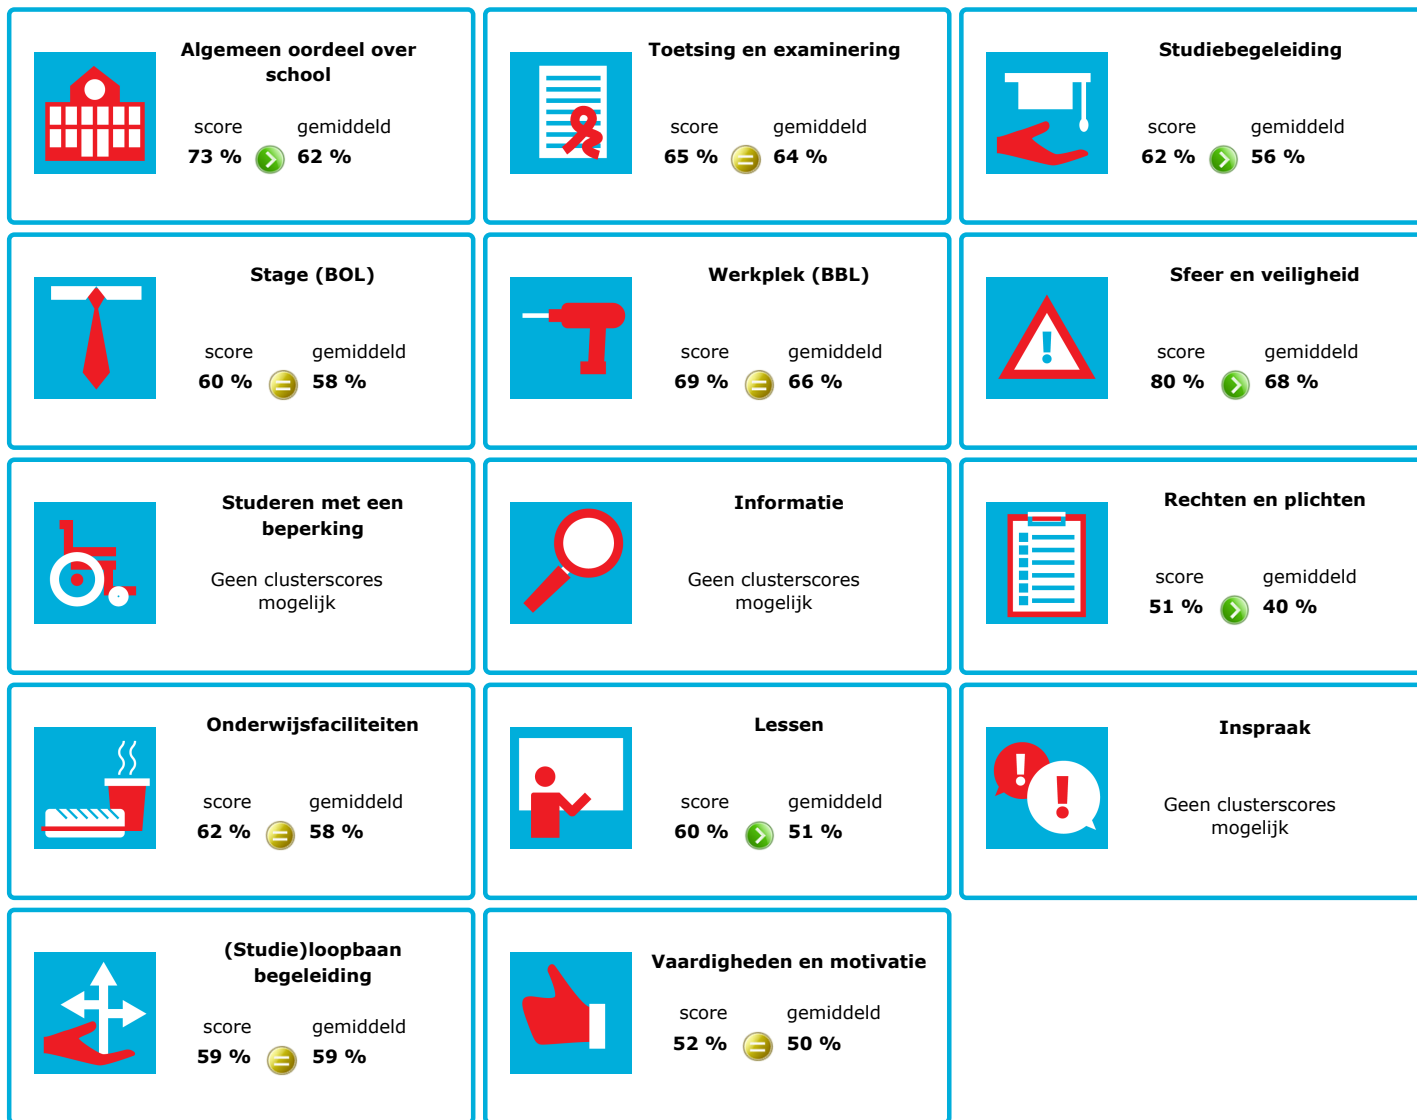 Algemeen oordeel over
school
score gemiddeld
73 % 62 %
Toetsing en examinering
score gemiddeld
65 % = 64 %
Studiebegeleiding
score gemiddeld
62 % 56 %
Stage (BOL)
score gemiddeld
60 % = 58 %
Werkplek (BBL)
score gemiddeld
69 % = 66 %
Sfeer en veiligheid
score gemiddeld
80 % 68 %
Studeren met een
beperking
Geen clusterscores
mogelijk
Informatie
Geen clusterscores
mogelijk
Rechten en plichten
score gemiddeld
51 % 40 %
Onderwijsfaciliteiten
score gemiddeld
62 % = 58 %
Lessen
score gemiddeld
60 % 51 %
Inspraak
Geen clusterscores
mogelijk
(Studie)loopbaan
begeleiding
score gemiddeld
59 % = 59 %
Vaardigheden en motivatie
score gemiddeld
52 % = 50 %